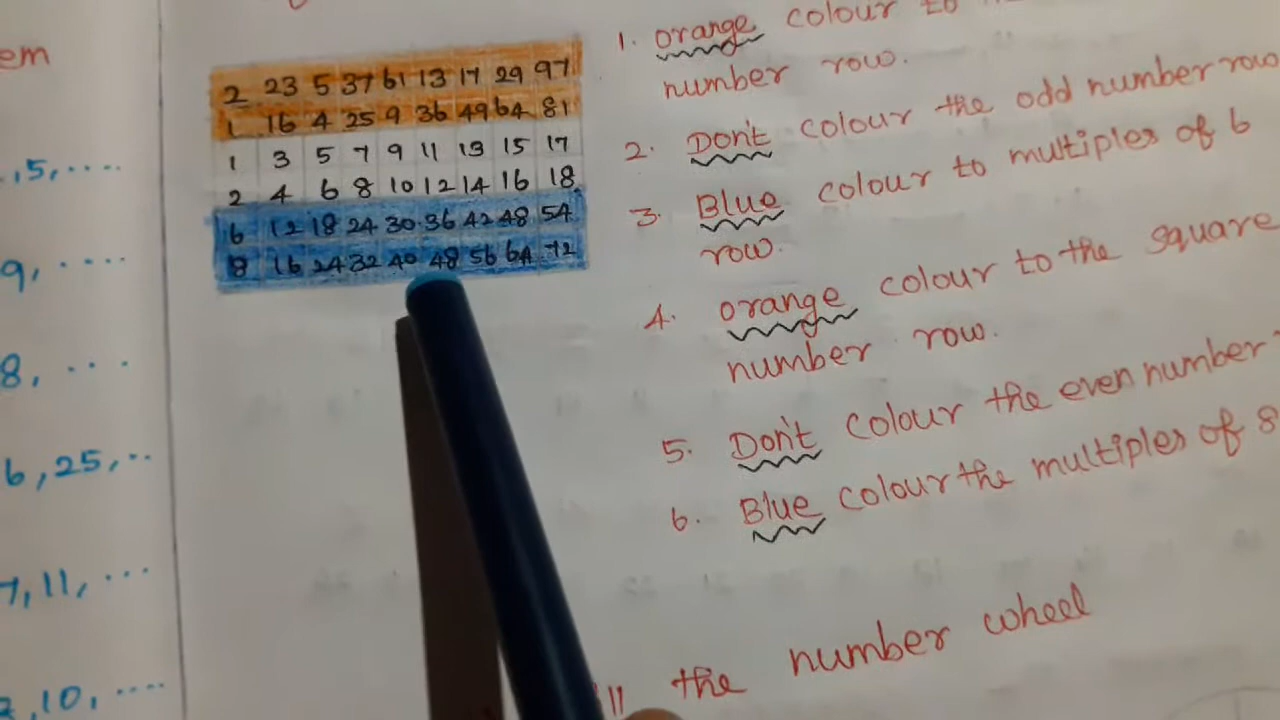 em
,5,....
9, ....
8, ...
6,25,..
7,11, ...
,10, ....
2 23 5 37 61 13 17 29 97
1 16 4 25 9 36 49 64 81
1 3 5 7 9 11 13 15 17
2 4 6 8 10 12 14 16 18
6 12 18 24 30 36 42 48 54
8 16 24 32 40 48 56 64 72
1. orange colour to
number row.
2. Don't colour the odd number row
3. Blue colour to multiples of 6
row.
4. orange colour to the square
number row.
5. Don't colour the even number
6. Blue colour the multiples of 8
the number wheel